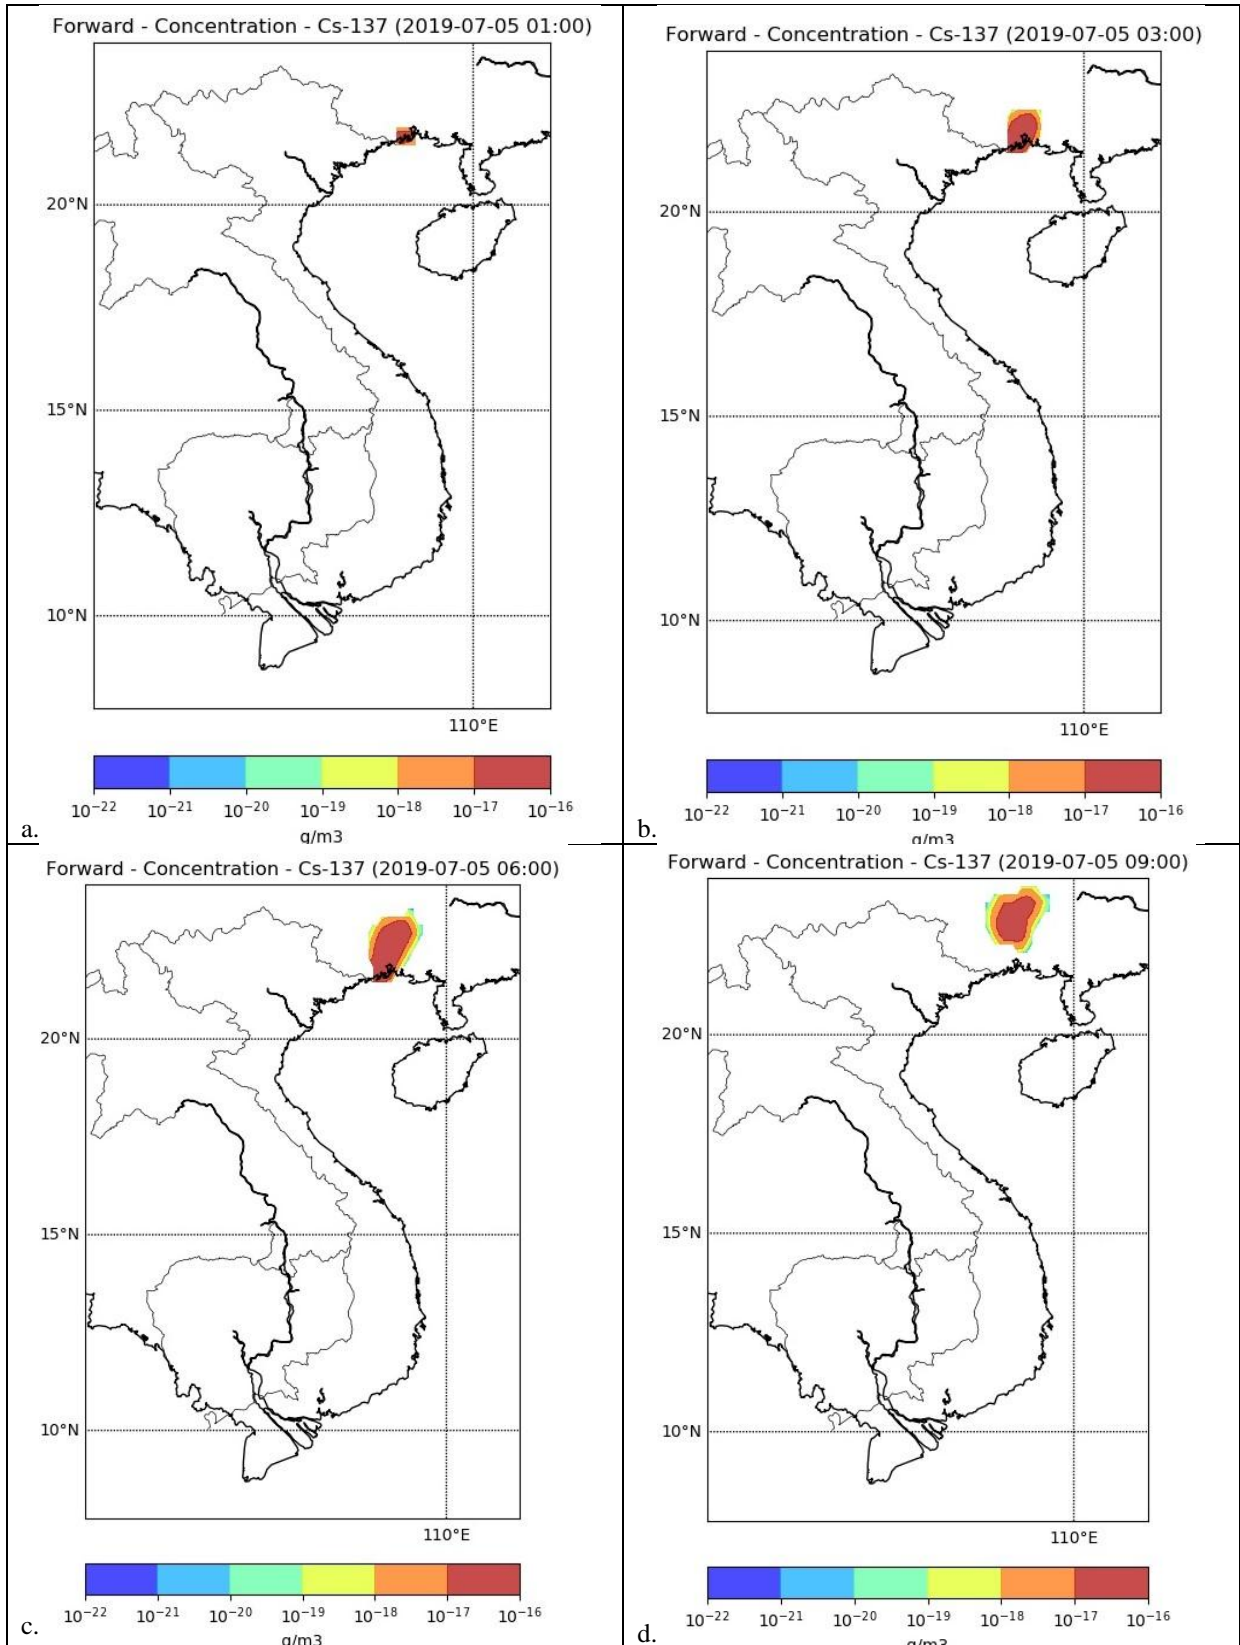 Forward - Concentration - Cs-137 (2019-07-05 01:00)
20°N
15°N
10°N
110°E
10⁻²² 10⁻²¹ 10⁻²⁰ 10⁻¹⁹ 10⁻¹⁸ 10⁻¹⁷ 10⁻¹⁶
g/m3
a.
Forward - Concentration - Cs-137 (2019-07-05 03:00)
20°N
15°N
10°N
110°E
10⁻²² 10⁻²¹ 10⁻²⁰ 10⁻¹⁹ 10⁻¹⁸ 10⁻¹⁷ 10⁻¹⁶
g/m3
b.
Forward - Concentration - Cs-137 (2019-07-05 06:00)
20°N
15°N
10°N
110°E
10⁻²² 10⁻²¹ 10⁻²⁰ 10⁻¹⁹ 10⁻¹⁸ 10⁻¹⁷ 10⁻¹⁶
g/m3
c.
Forward - Concentration - Cs-137 (2019-07-05 09:00)
20°N
15°N
10°N
110°E
10⁻²² 10⁻²¹ 10⁻²⁰ 10⁻¹⁹ 10⁻¹⁸ 10⁻¹⁷ 10⁻¹⁶
g/m3
d.